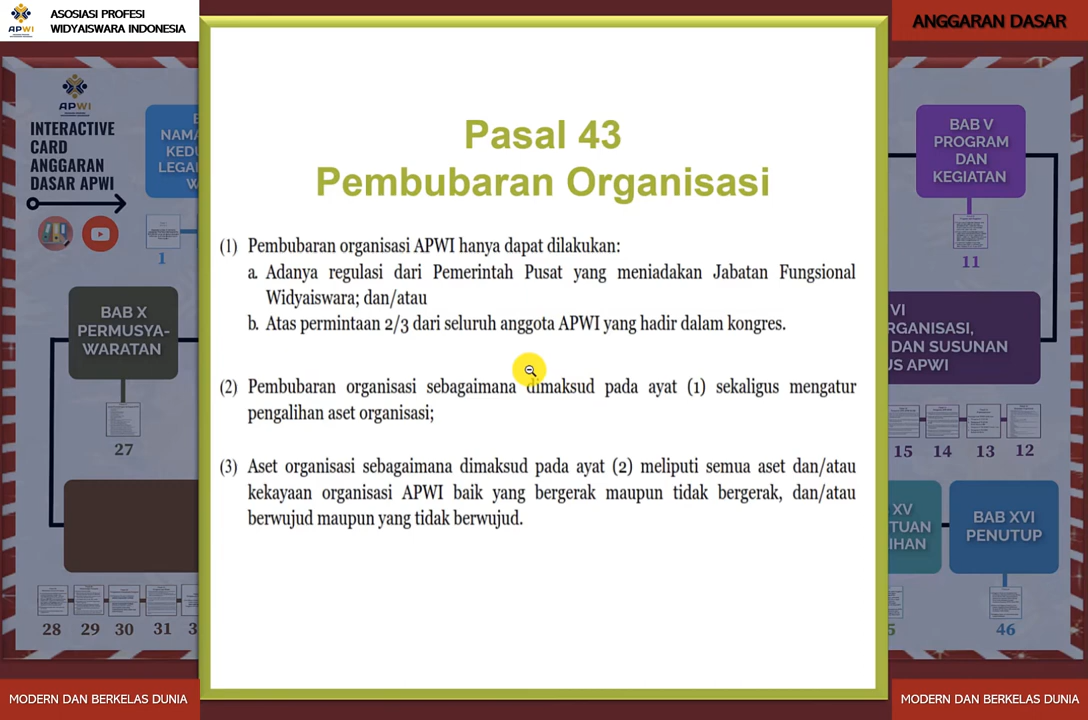 APWI
ASOSIASI PROFESI
WIDYAISWARA INDONESIA
ANGGARAN DASAR
APWI
INTERACTIVE
CARD
ANGGARAN
DASAR APWI
NAMA
KEDU
LEGA
1
BAB X
PERMUSYA-
WARATAN
27
28 29 30 31 3
Pasal 43
Pembubaran Organisasi
(1) Pembubaran organisasi APWI hanya dapat dilakukan:
a. Adanya regulasi dari Pemerintah Pusat yang meniadakan Jabatan Fungsional
Widyaiswara; dan/atau
b. Atas permintaan 2/3 dari seluruh anggota APWI yang hadir dalam kongres.
(2) Pembubaran organisasi sebagaimana dimaksud pada ayat (1) sekaligus mengatur
pengalihan aset organisasi;
(3) Aset organisasi sebagaimana dimaksud pada ayat (2) meliputi semua aset dan/atau
kekayaan organisasi APWI baik yang bergerak maupun tidak bergerak, dan/atau
berwujud maupun yang tidak berwujud.
BAB V
PROGRAM
DAN
KEGIATAN
11
VI
RGANISASI,
DAN SUSUNAN
US APWI
15 14 13 12
XV
TUAN
IHAN
BAB XVI
PENUTUP
5 46
MODERN DAN BERKELAS DUNIA
MODERN DAN BERKELAS DUNIA